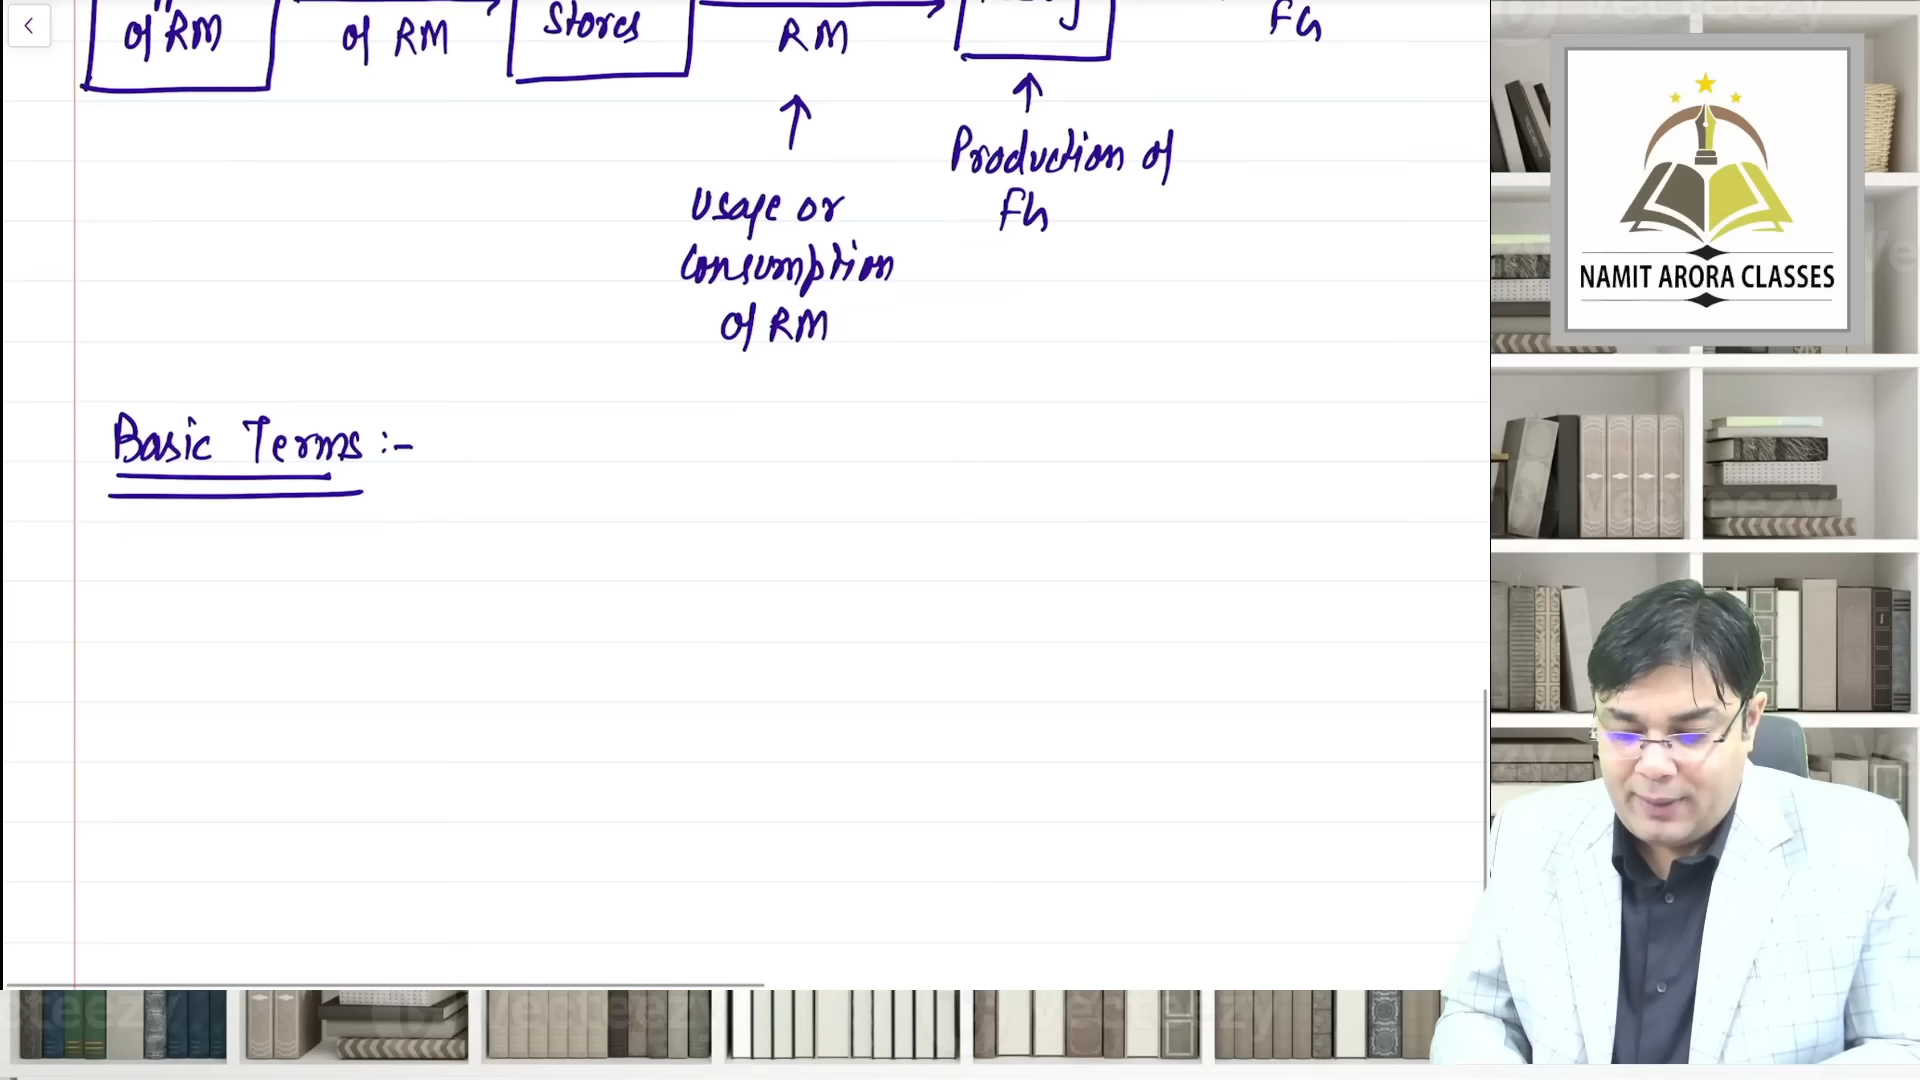 of RM
of RM
Stores
RM
FG
Production of
FG
Usage or
Consumption
of RM
Basic Terms :-
NAMIT ARORA CLASSES